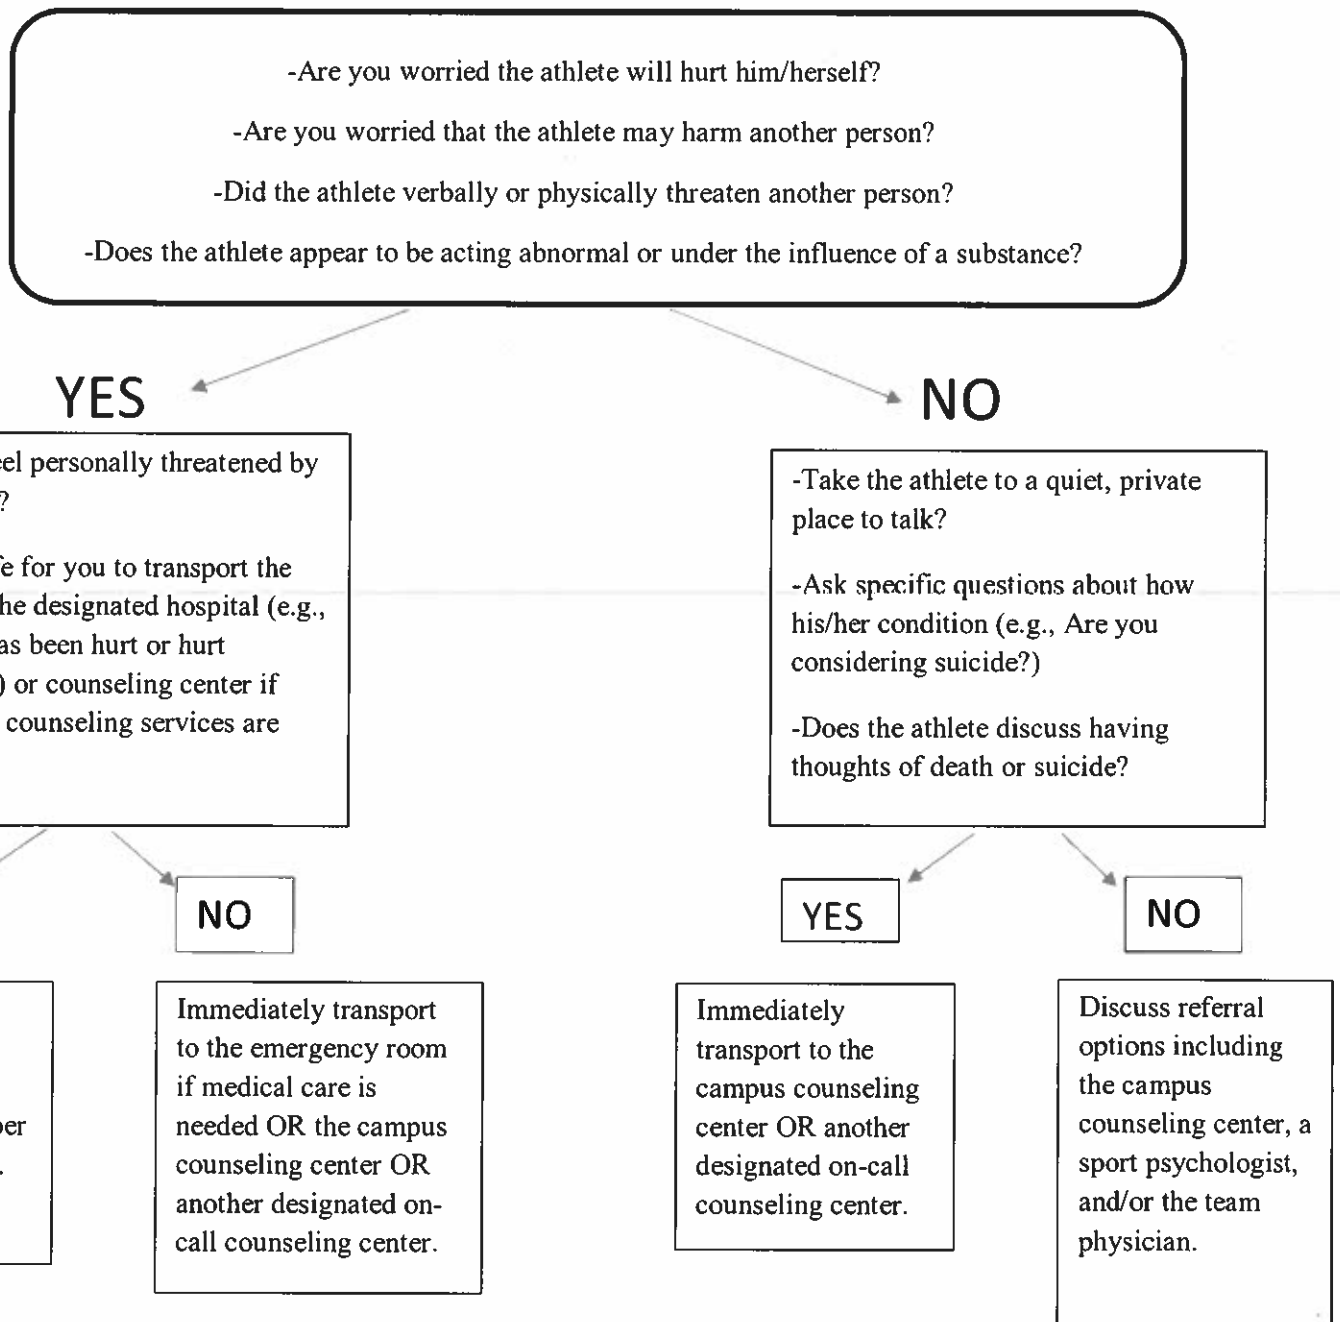 -Are you worried the athlete will hurt him/herself?
-Are you worried that the athlete may harm another person?
-Did the athlete verbally or physically threaten another person?
-Does the athlete appear to be acting abnormal or under the influence of a substance?
YES
NO
personally threatened by
?
for you to transport the
designated hospital (e.g.,
been hurt or hurt
) or counseling center if
counseling services are
-Take the athlete to a quiet, private
place to talk?
-Ask specific questions about how
his/her condition (e.g., Are you
considering suicide?)
-Does the athlete discuss having
thoughts of death or suicide?
NO
YES
NO
.
Immediately transport
to the emergency room
if medical care is
needed OR the campus
counseling center OR
another designated on-
call counseling center.
Immediately
transport to the
campus counseling
center OR another
designated on-call
counseling center.
Discuss referral
options including
the campus
counseling center, a
sport psychologist,
and/or the team
physician.